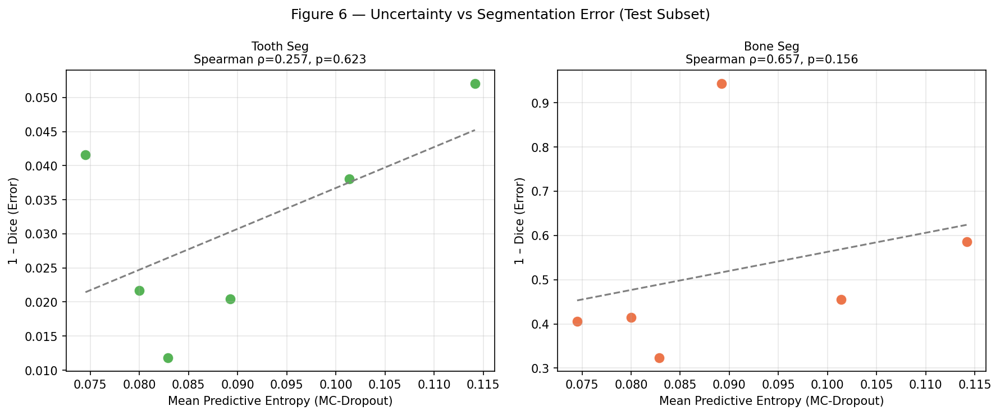 Figure 6 — Uncertainty vs Segmentation Error (Test Subset)
Tooth Seg
Spearman ρ=0.257, p=0.623
1 – Dice (Error)
0.050
0.045
0.040
0.035
0.030
0.025
0.020
0.015
0.010
0.075 0.080 0.085 0.090 0.095 0.100 0.105 0.110 0.115
Mean Predictive Entropy (MC-Dropout)
Bone Seg
Spearman ρ=0.657, p=0.156
1 – Dice (Error)
0.9
0.8
0.7
0.6
0.5
0.4
0.3
0.075 0.080 0.085 0.090 0.095 0.100 0.105 0.110 0.115
Mean Predictive Entropy (MC-Dropout)